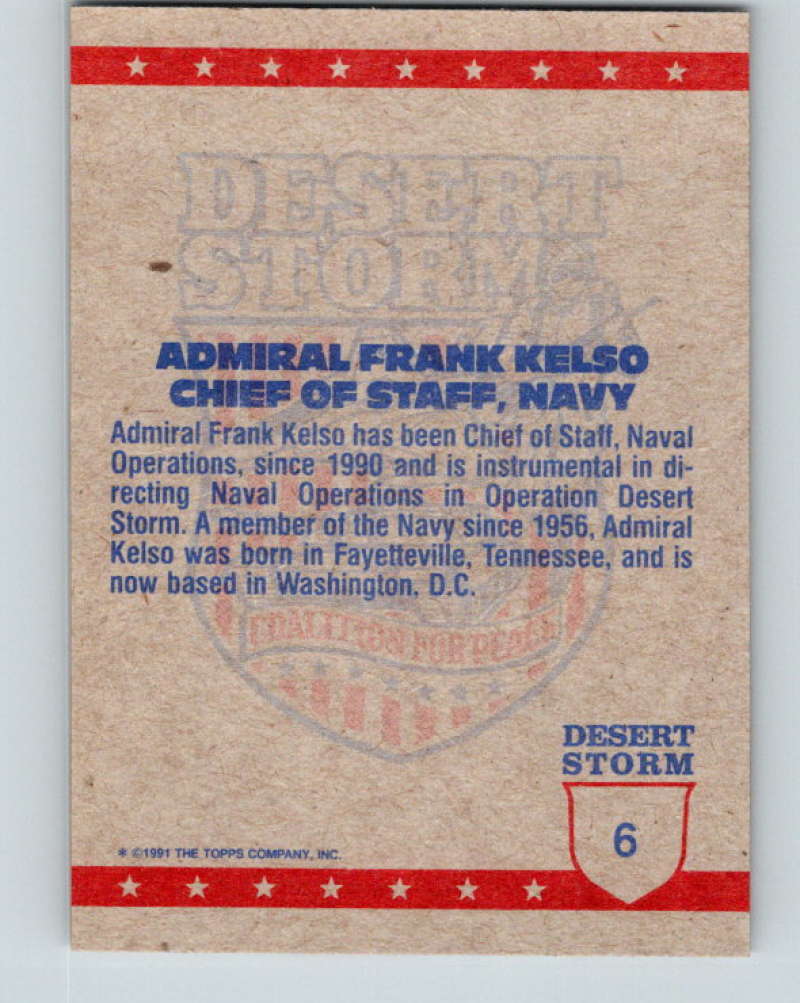 DESERT
STORM
ADMIRAL FRANK KELSO
CHIEF OF STAFF, NAVY
Admiral Frank Kelso has been Chief of Staff, Naval
Operations, since 1990 and is instrumental in di-
recting Naval Operations in Operation Desert
Storm. A member of the Navy since 1956, Admiral
Kelso was born in Fayetteville, Tennessee, and is
now based in Washington, D.C.
COALITION FOR PEACE
DESERT
STORM
6
* ©1991 THE TOPPS COMPANY, INC.